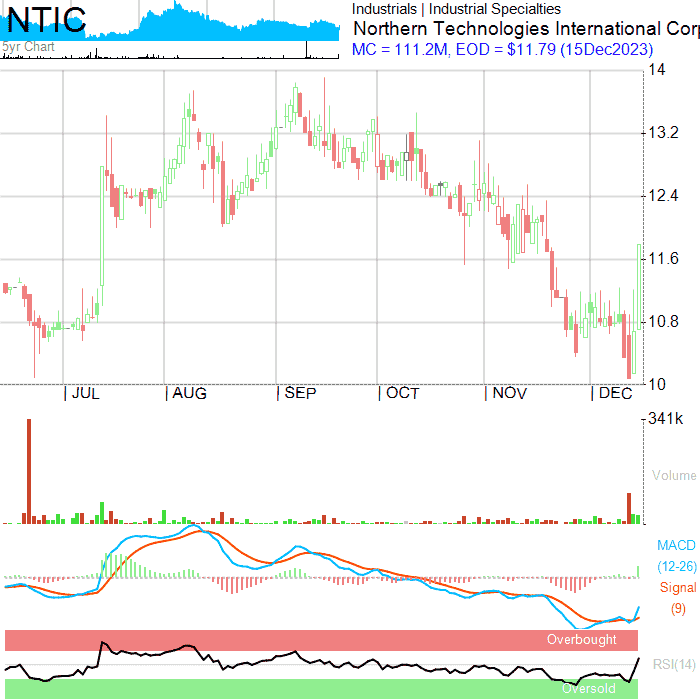 NTIC
5yr Chart
Industrials | Industrial Specialties
Northern Technologies International Corp
MC = 111.2M, EOD = $11.79 (15Dec2023)
14
13.2
12.4
11.6
10.8
10
| JUL | AUG | SEP | OCT | NOV | DEC
341k
Volume
MACD
(12-26)
Signal
(9)
Overbought
RSI(14)
Oversold